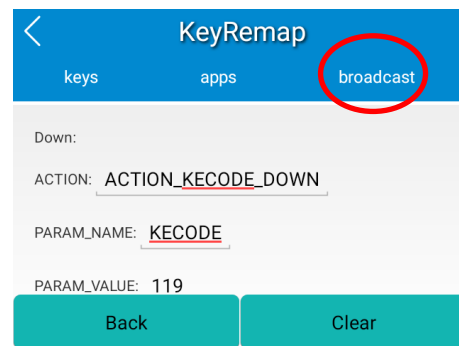 KeyRemap
keys apps broadcast
Down:
ACTION: ACTION_KECODE_DOWN
PARAM_NAME: KECODE
PARAM_VALUE: 119
Back Clear